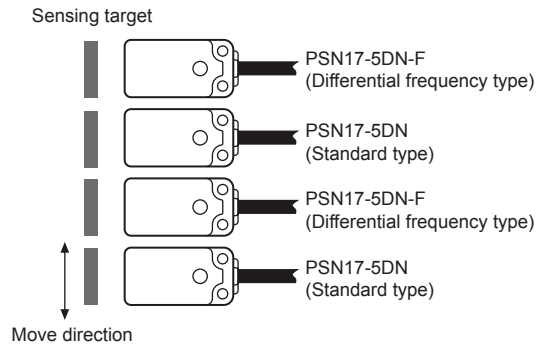 Sensing target
PSN17-5DN-F
(Differential frequency type)
PSN17-5DN
(Standard type)
PSN17-5DN-F
(Differential frequency type)
PSN17-5DN
(Standard type)
Move direction